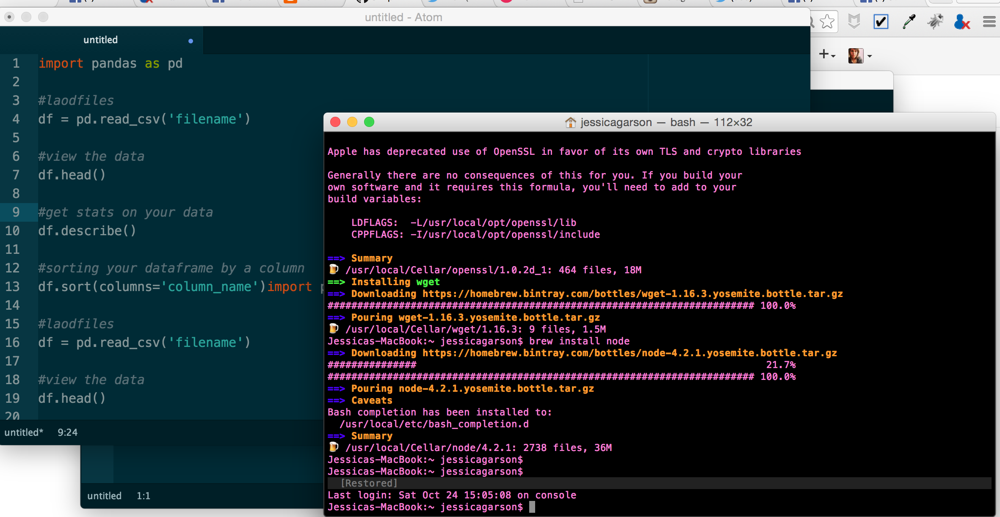 untitled - Atom
untitled
1 import pandas as pd
2
3 #laodfiles
4 df = pd.read_csv('filename')
5
6 #view the data
7 df.head()
8
9 #get stats on your data
10 df.describe()
11
12 #sorting your dataframe by a column
13 df.sort(columns='column_name')import p
14
15 #laodfiles
16 df = pd.read_csv('filename')
17
18 #view the data
19 df.head()
20
untitled* 9:24
untitled 1:1
jessicagarson — bash — 112×32
Apple has deprecated use of OpenSSL in favor of its own TLS and crypto libraries
Generally there are no consequences of this for you. If you build your
own software and it requires this formula, you'll need to add to your
build variables:
LDFLAGS: -L/usr/local/opt/openssl/lib
CPPFLAGS: -I/usr/local/opt/openssl/include
==> Summary
/usr/local/Cellar/openssl/1.0.2d_1: 464 files, 18M
==> Installing wget
==> Downloading https://homebrew.bintray.com/bottles/wget-1.16.3.yosemite.bottle.tar.gz
######################################################################## 100.0%
==> Pouring wget-1.16.3.yosemite.bottle.tar.gz
/usr/local/Cellar/wget/1.16.3: 9 files, 1.5M
Jessicas-MacBook:~ jessicagarson$ brew install node
==> Downloading https://homebrew.bintray.com/bottles/node-4.2.1.yosemite.bottle.tar.gz
############### 21.7%
######################################################################## 100.0%
==> Pouring node-4.2.1.yosemite.bottle.tar.gz
==> Caveats
Bash completion has been installed to:
/usr/local/etc/bash_completion.d
==> Summary
/usr/local/Cellar/node/4.2.1: 2738 files, 36M
Jessicas-MacBook:~ jessicagarson$
Jessicas-MacBook:~ jessicagarson$
[Restored]
Last login: Sat Oct 24 15:05:08 on console
Jessicas-MacBook:~ jessicagarson$